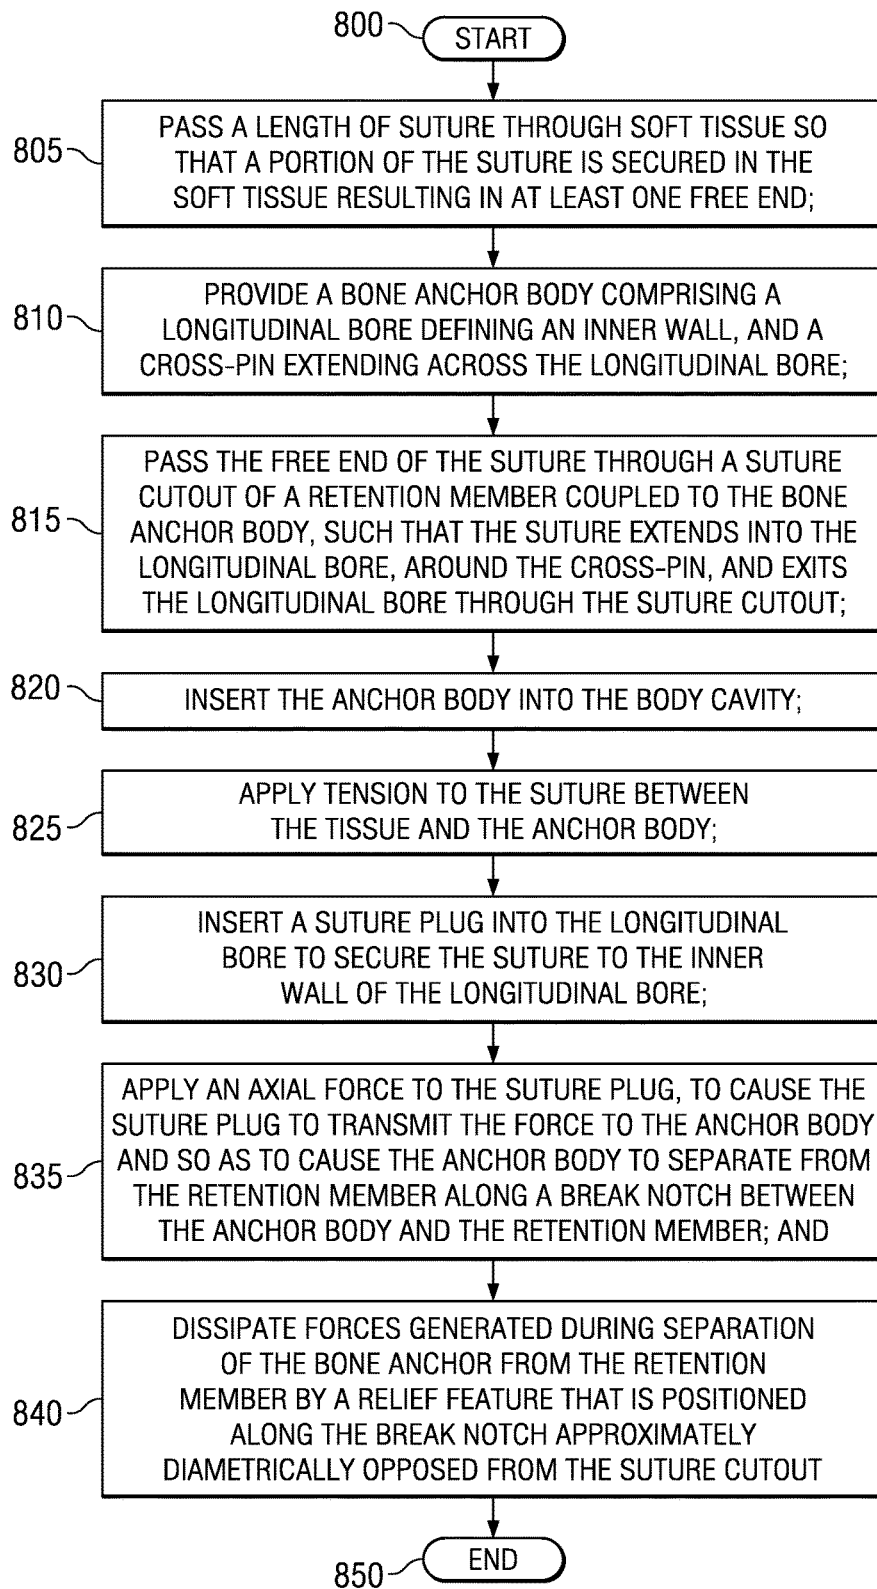 800
START
805
PASS A LENGTH OF SUTURE THROUGH SOFT TISSUE SO
THAT A PORTION OF THE SUTURE IS SECURED IN THE
SOFT TISSUE RESULTING IN AT LEAST ONE FREE END;
810
PROVIDE A BONE ANCHOR BODY COMPRISING A
LONGITUDINAL BORE DEFINING AN INNER WALL, AND A
CROSS-PIN EXTENDING ACROSS THE LONGITUDINAL BORE;
815
PASS THE FREE END OF THE SUTURE THROUGH A SUTURE
CUTOUT OF A RETENTION MEMBER COUPLED TO THE BONE
ANCHOR BODY, SUCH THAT THE SUTURE EXTENDS INTO THE
LONGITUDINAL BORE, AROUND THE CROSS-PIN, AND EXITS
THE LONGITUDINAL BORE THROUGH THE SUTURE CUTOUT;
820
INSERT THE ANCHOR BODY INTO THE BODY CAVITY;
825
APPLY TENSION TO THE SUTURE BETWEEN
THE TISSUE AND THE ANCHOR BODY;
830
INSERT A SUTURE PLUG INTO THE LONGITUDINAL
BORE TO SECURE THE SUTURE TO THE INNER
WALL OF THE LONGITUDINAL BORE;
835
APPLY AN AXIAL FORCE TO THE SUTURE PLUG, TO CAUSE THE
SUTURE PLUG TO TRANSMIT THE FORCE TO THE ANCHOR BODY
AND SO AS TO CAUSE THE ANCHOR BODY TO SEPARATE FROM
THE RETENTION MEMBER ALONG A BREAK NOTCH BETWEEN
THE ANCHOR BODY AND THE RETENTION MEMBER; AND
840
DISSIPATE FORCES GENERATED DURING SEPARATION
OF THE BONE ANCHOR FROM THE RETENTION
MEMBER BY A RELIEF FEATURE THAT IS POSITIONED
ALONG THE BREAK NOTCH APPROXIMATELY
DIAMETRICALLY OPPOSED FROM THE SUTURE CUTOUT
850
END